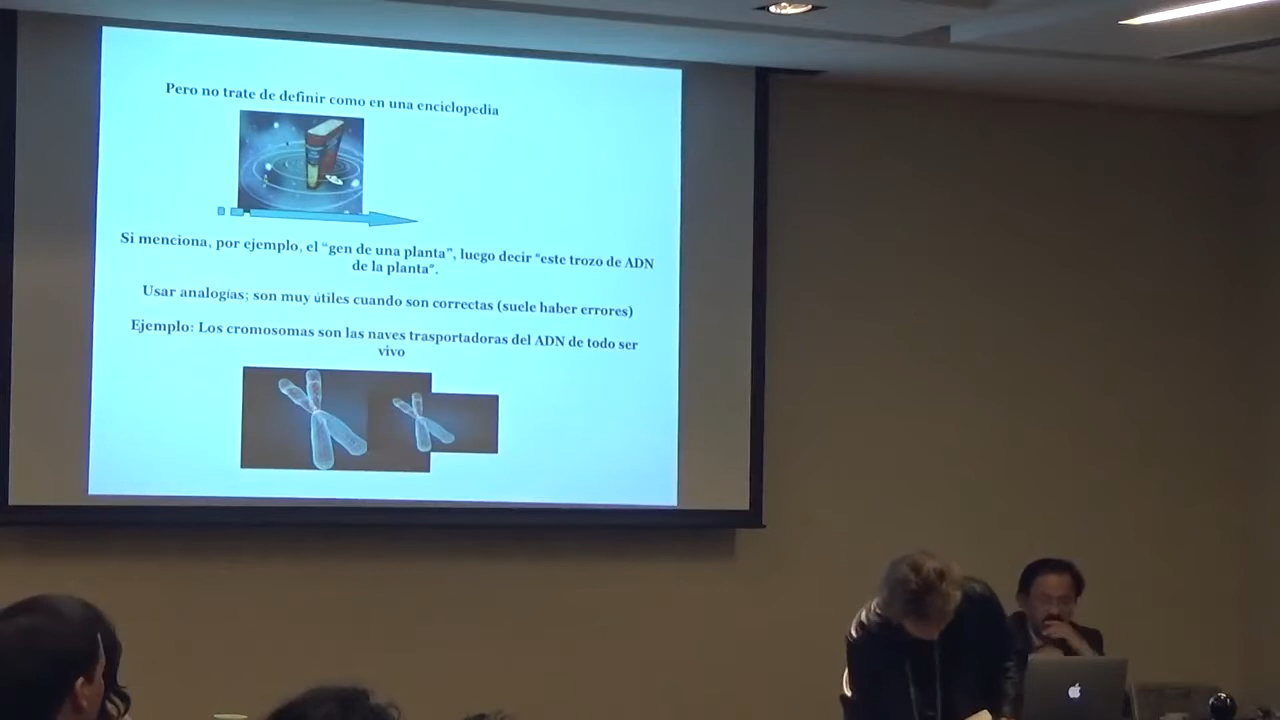 Pero no trate de definir como en una enciclopedia
Si menciona, por ejemplo, el “gen de una planta”, luego decir “este trozo de ADN
de la planta”.
Usar analogías; son muy útiles cuando son correctas (suele haber errores)
Ejemplo: Los cromosomas son las naves trasportadoras del ADN de todo ser
vivo